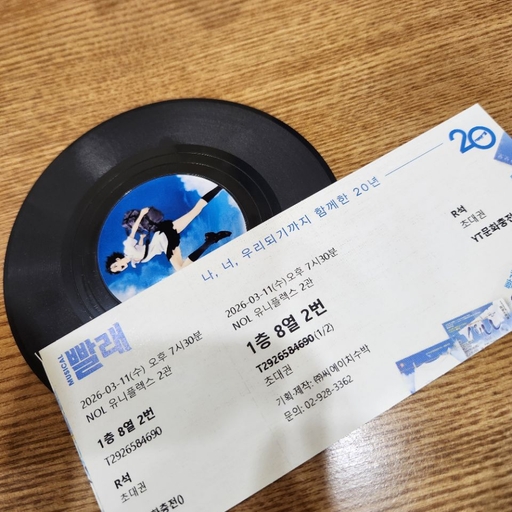 20
나, 너, 우리되기까지 함께한 20년
MUSICAL 빨래
2026-03-11(수) 오후 7시30분
NOL 유니플렉스 2관
1층 8열 2번
T2926584690
R석
초대권
2026-03-11(수) 오후 7시30분
NOL 유니플렉스 2관
1층 8열 2번
T2926584690(1/2)
초대권
기획·제작: ㈜씨에이치수박
문의: 02-928-3362
R석
초대권
YT문화충전